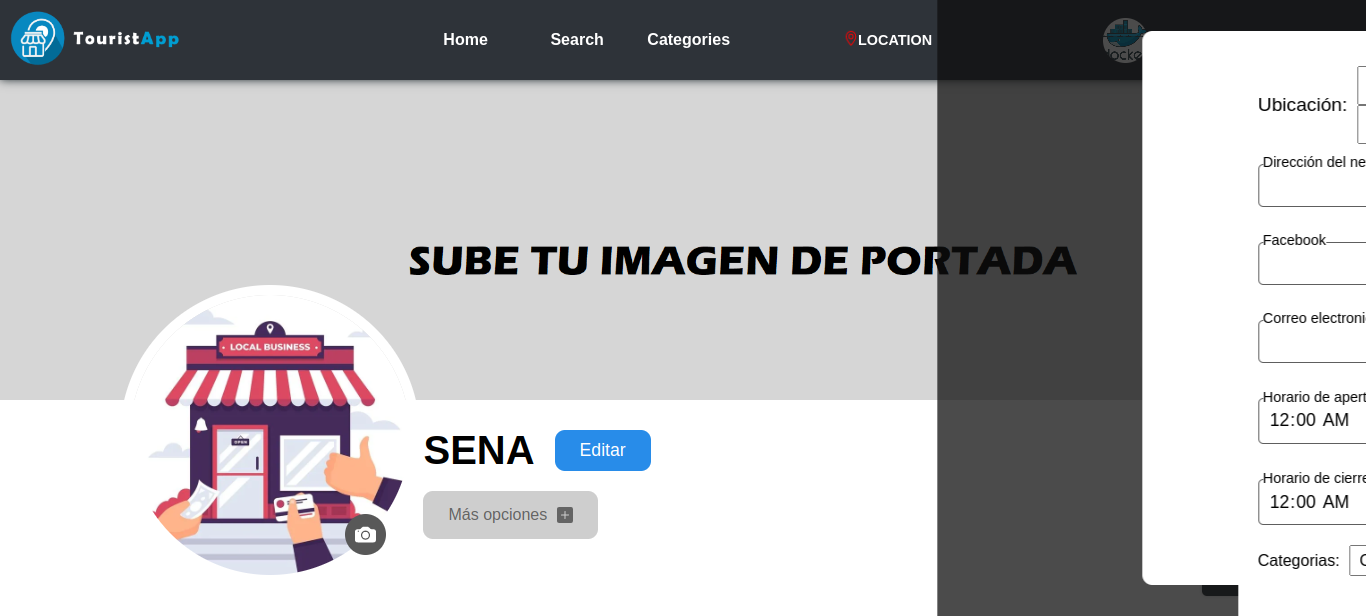 TouristApp
Home
Search
Categories
LOCATION
Ubicación:
Dirección del ne
Facebook
SUBE TU IMAGEN DE PORTADA
Correo electroni
LOCAL BUSINESS
OPEN
Horario de apert
12:00 AM
SENA
Editar
Horario de cierre
12:00 AM
Más opciones
Categorias: